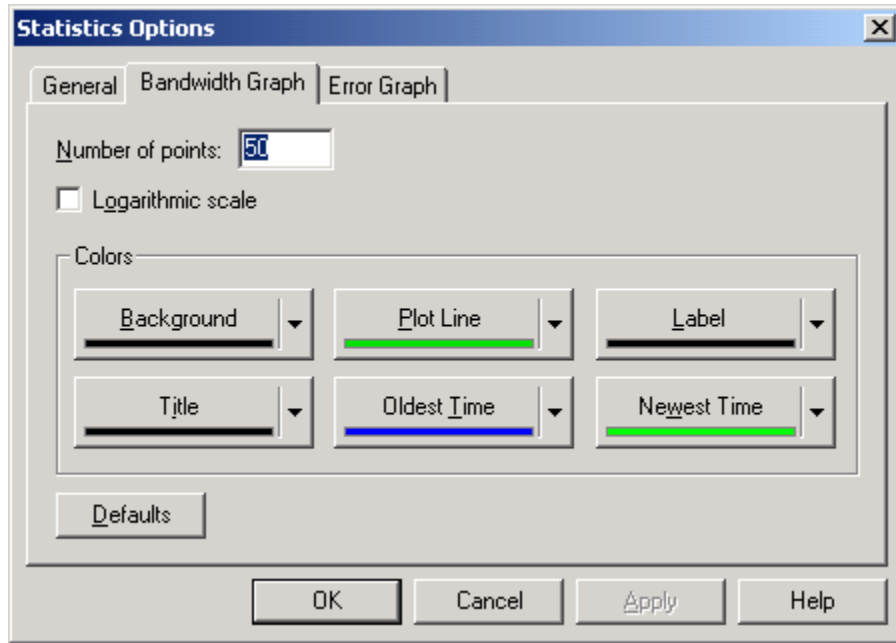 Statistics Options
General Bandwidth Graph Error Graph
Number of points: 50
Logarithmic scale
Colors
Background Plot Line Label
Title Oldest Time Newest Time
Defaults
OK Cancel Apply Help